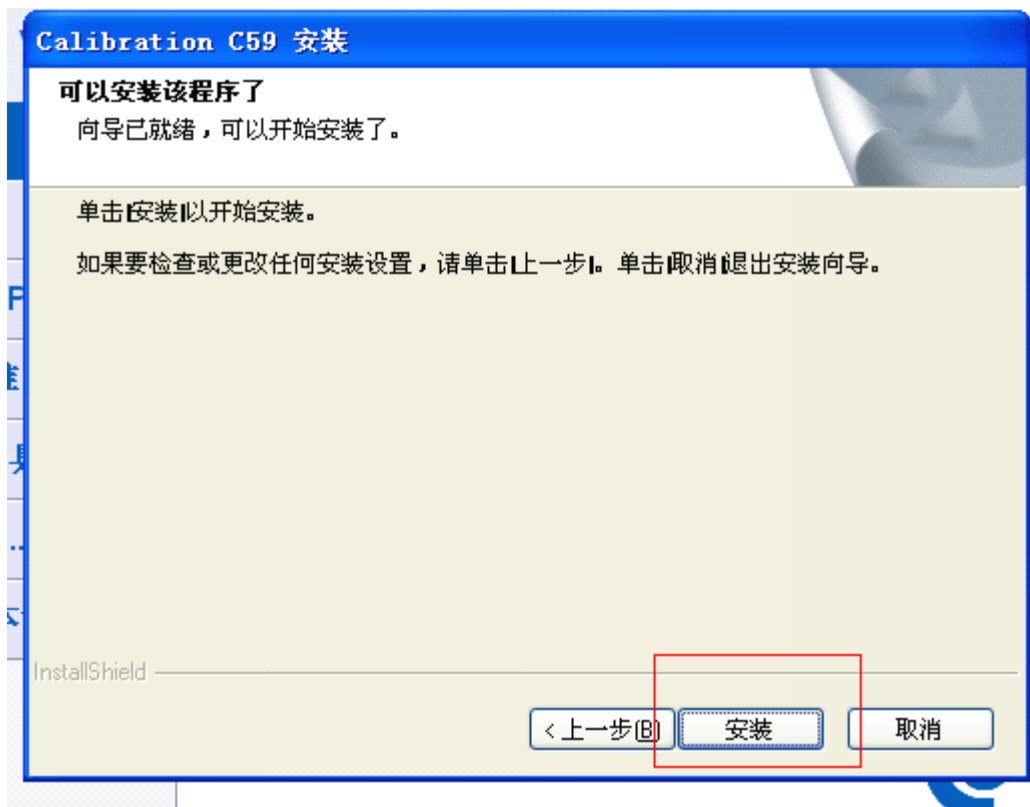 Calibration C59 安装
可以安装该程序了
向导已就绪，可以开始安装了。
单击|安装|以开始安装。
如果要检查或更改任何安装设置，请单击|上一步|。单击|取消|退出安装向导。
InstallShield
<上一步(B)
安装
取消